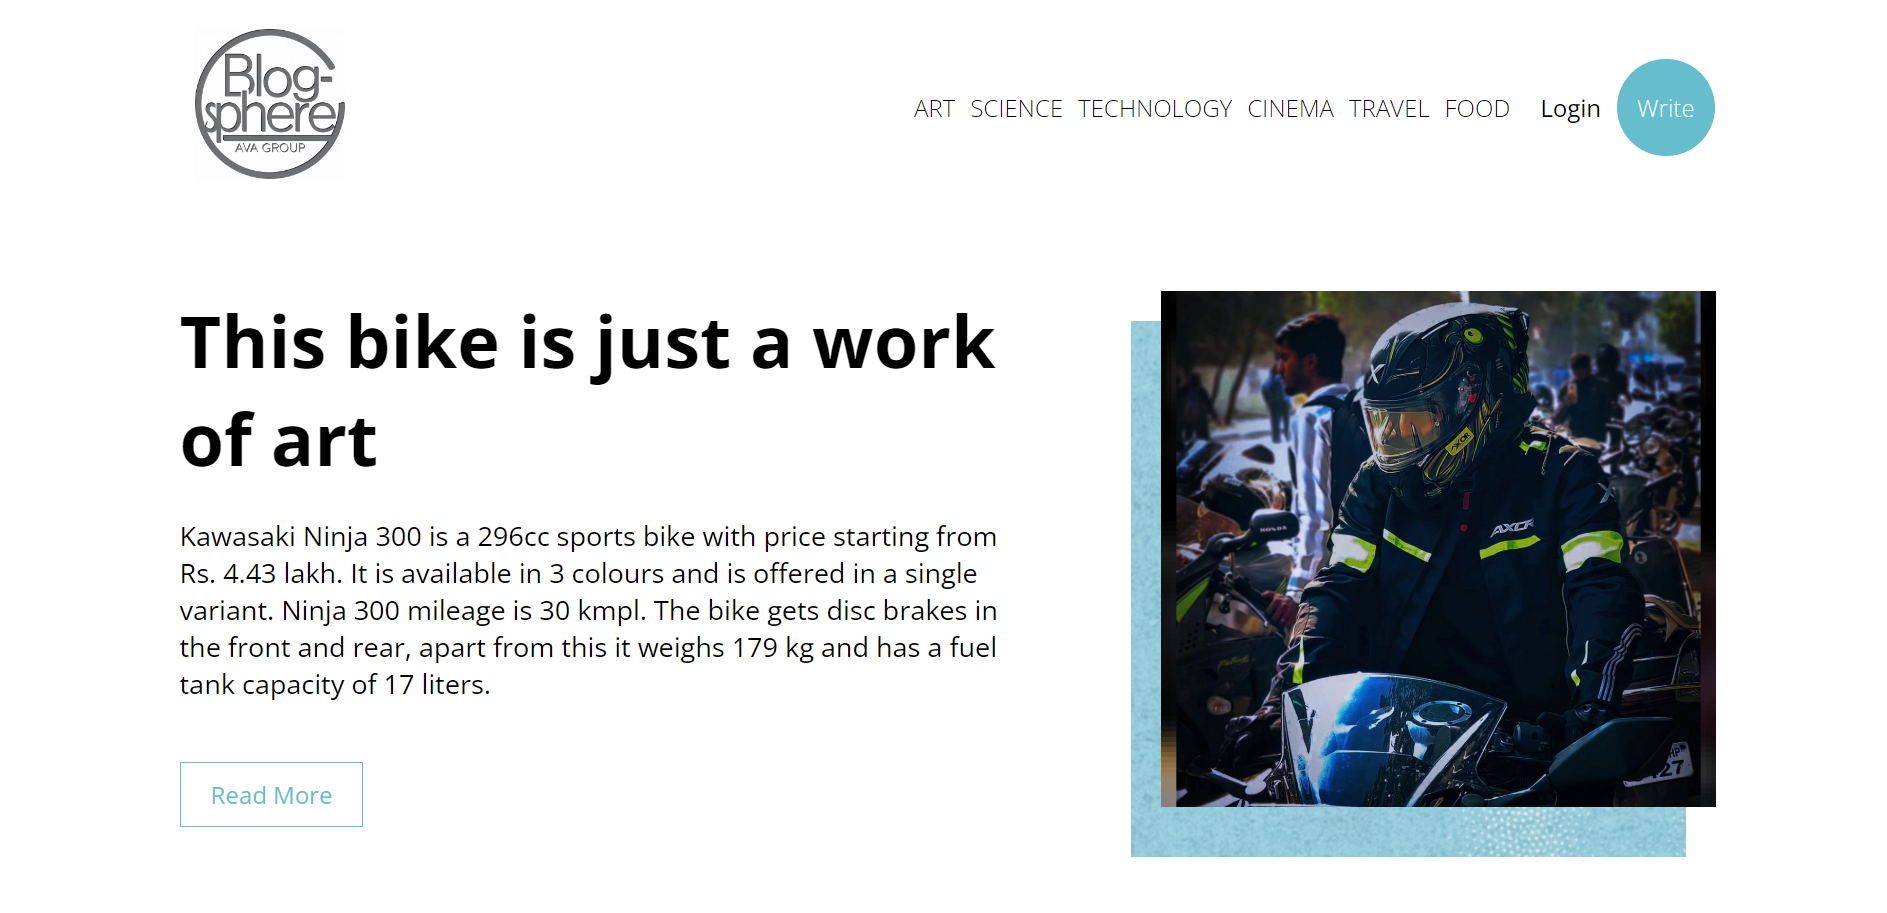 Blog-
sphere
AVA GROUP
ART SCIENCE TECHNOLOGY CINEMA TRAVEL FOOD Login Write
This bike is just a work
of art
Kawasaki Ninja 300 is a 296cc sports bike with price starting from
Rs. 4.43 lakh. It is available in 3 colours and is offered in a single
variant. Ninja 300 mileage is 30 kmpl. The bike gets disc brakes in
the front and rear, apart from this it weighs 179 kg and has a fuel
tank capacity of 17 liters.
Read More
HONDA
AXOR